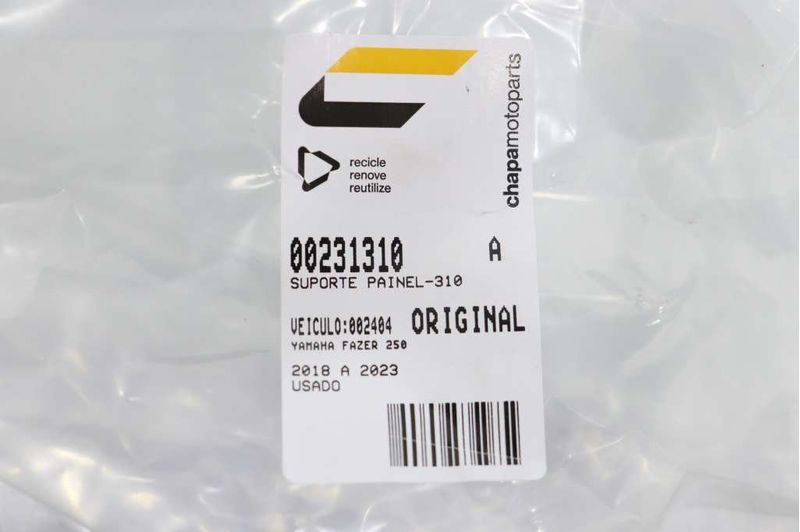 chapamotoparts
recicle
renove
reutilize
00231310 A
SUPORTE PAINEL-310
VEICULO:002404 ORIGINAL
YAMAHA FAZER 250
2018 A 2023
USADO